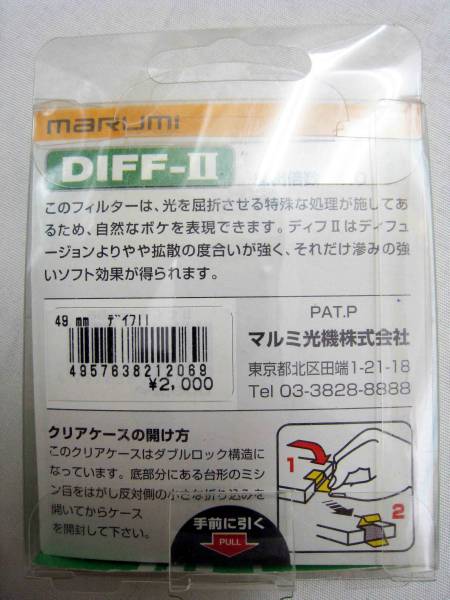 marumi
DIFF-II
このフィルターは、光を屈折させる特殊な処理が施してあ
るため、自然なボケを表現できます。ディフIIはディフュ
ージョンよりやや拡散の度合いが強く、それだけ滲みの強
いソフト効果が得られます。
49 mm ディフII
4957638212069
¥2,000
PAT.P
マルミ光機株式会社
東京都北区田端1-21-18
Tel 03-3828-8888
クリアケースの開け方
このクリアケースはダブルロック構造に
なっています。底部分にある台形のミシ
ン目をはがし反対側の小さな折り込みを
開いてからケース
を開封して下さい。
1
2
手前に引く
PULL